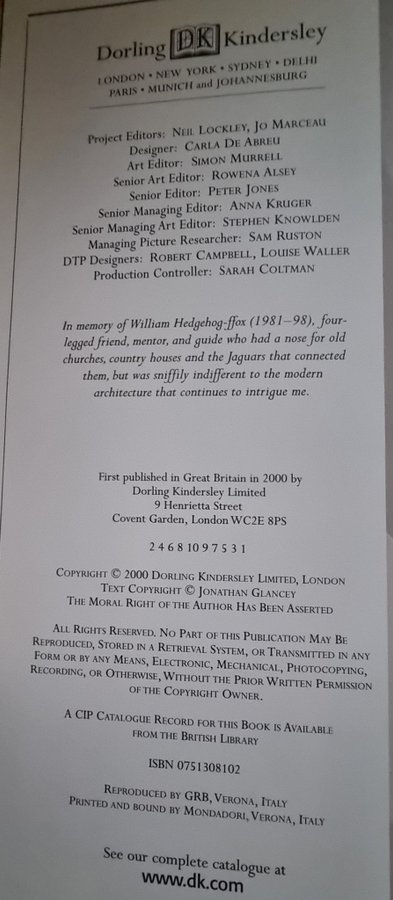 Dorling DK Kindersley
LONDON • NEW YORK • SYDNEY • DELHI
PARIS • MUNICH and JOHANNESBURG
Project Editors: NEIL LOCKLEY, JO MARCEAU
Designer: CARLA DE ABREU
Art Editor: SIMON MURRELL
Senior Art Editor: ROWENA ALSEY
Senior Editor: PETER JONES
Senior Managing Editor: ANNA KRUGER
Senior Managing Art Editor: STEPHEN KNOWLDEN
Managing Picture Researcher: SAM RUSTON
DTP Designers: ROBERT CAMPBELL, LOUISE WALLER
Production Controller: SARAH COLTMAN
In memory of William Hedgehog-ffox (1981–98), four-
legged friend, mentor, and guide who had a nose for old
churches, country houses and the Jaguars that connected
them, but was sniffily indifferent to the modern
architecture that continues to intrigue me.
First published in Great Britain in 2000 by
Dorling Kindersley Limited
9 Henrietta Street
Covent Garden, London WC2E 8PS
2 4 6 8 10 9 7 5 3 1
COPYRIGHT © 2000 DORLING KINDERSLEY LIMITED, LONDON
TEXT COPYRIGHT © JONATHAN GLANCEY
THE MORAL RIGHT OF THE AUTHOR HAS BEEN ASSERTED
ALL RIGHTS RESERVED. NO PART OF THIS PUBLICATION MAY BE
REPRODUCED, STORED IN A RETRIEVAL SYSTEM, OR TRANSMITTED IN ANY
FORM OR BY ANY MEANS, ELECTRONIC, MECHANICAL, PHOTOCOPYING,
RECORDING, OR OTHERWISE, WITHOUT THE PRIOR WRITTEN PERMISSION
OF THE COPYRIGHT OWNER.
A CIP CATALOGUE RECORD FOR THIS BOOK IS AVAILABLE
FROM THE BRITISH LIBRARY
ISBN 0751308102
REPRODUCED BY GRB, VERONA, ITALY
PRINTED AND BOUND BY MONDADORI, VERONA, ITALY
See our complete catalogue at
www.dk.com